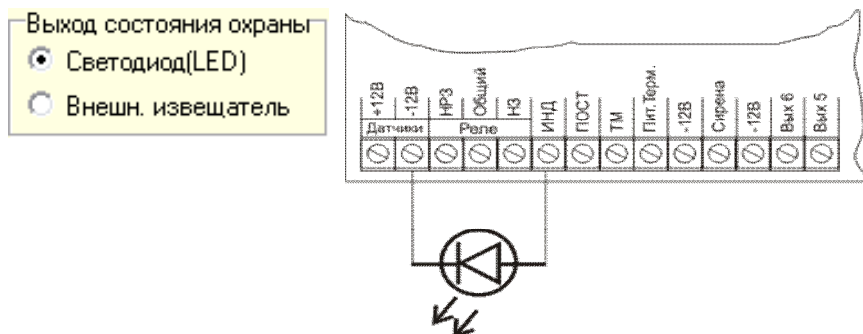 Выход состояния охраны
Светодиод(LED)
Внешн. извещатель
+12В
-12В
НРЗ
Общий
НЗ
ИНД
ПОСТ
ТМ
Пит.Терм.
-12В
Сирена
-12В
Вых 6
Вых 5
Датчики
Реле